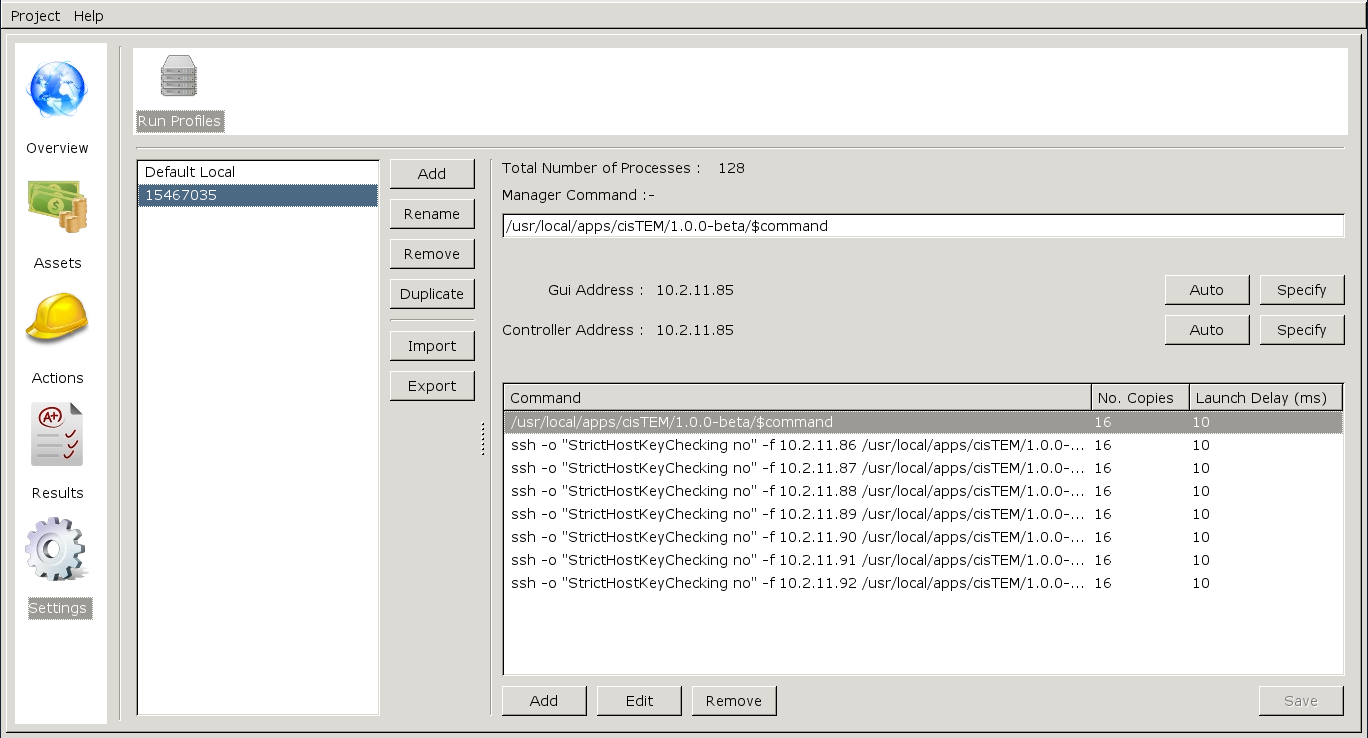 Project Help
Overview
Assets
Actions
A+
Results
Settings
Run Profiles
Default Local
15467035
Add
Rename
Remove
Duplicate
Import
Export
Total Number of Processes : 128
Manager Command :-
/usr/local/apps/cisTEM/1.0.0-beta/$command
Gui Address : 10.2.11.85 Auto Specify
Controller Address : 10.2.11.85 Auto Specify
Command No. Copies Launch Delay (ms)
/usr/local/apps/cisTEM/1.0.0-beta/$command 16 10
ssh -o "StrictHostKeyChecking no" -f 10.2.11.86 /usr/local/apps/cisTEM/1.0.0-... 16 10
ssh -o "StrictHostKeyChecking no" -f 10.2.11.87 /usr/local/apps/cisTEM/1.0.0-... 16 10
ssh -o "StrictHostKeyChecking no" -f 10.2.11.88 /usr/local/apps/cisTEM/1.0.0-... 16 10
ssh -o "StrictHostKeyChecking no" -f 10.2.11.89 /usr/local/apps/cisTEM/1.0.0-... 16 10
ssh -o "StrictHostKeyChecking no" -f 10.2.11.90 /usr/local/apps/cisTEM/1.0.0-... 16 10
ssh -o "StrictHostKeyChecking no" -f 10.2.11.91 /usr/local/apps/cisTEM/1.0.0-... 16 10
ssh -o "StrictHostKeyChecking no" -f 10.2.11.92 /usr/local/apps/cisTEM/1.0.0-... 16 10
Add Edit Remove Save